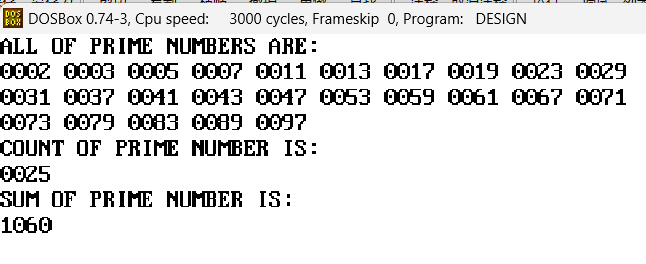 DOS BOX DOSBox 0.74-3, Cpu speed: 3000 cycles, Frameskip 0, Program: DESIGN
ALL OF PRIME NUMBERS ARE:
0002 0003 0005 0007 0011 0013 0017 0019 0023 0029
0031 0037 0041 0043 0047 0053 0059 0061 0067 0071
0073 0079 0083 0089 0097
COUNT OF PRIME NUMBER IS:
0025
SUM OF PRIME NUMBER IS:
1060